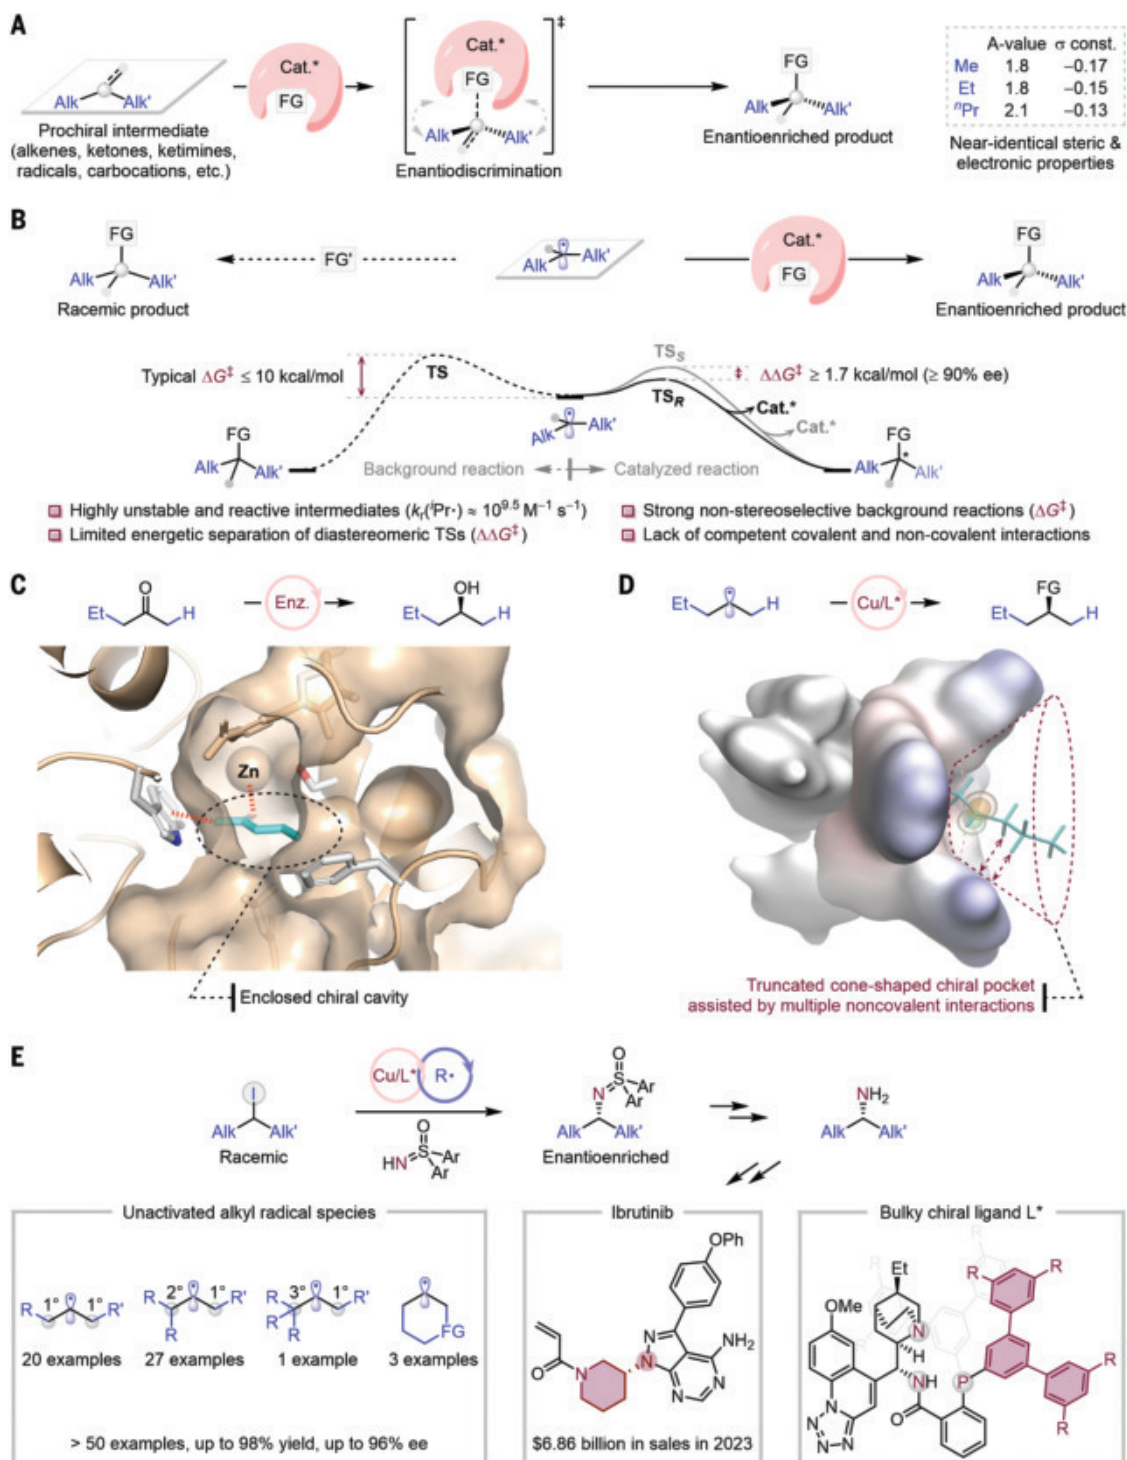 A
Alk
Alk'
Prochiral intermediate
(alkenes, ketones, ketimines,
radicals, carbocations, etc.)
Cat.*
FG
Cat.*
FG
‡
Alk
Alk'
Enantiodiscrimination
FG
Alk
Alk'
Enantioenriched product
A-value σ const.
Me 1.8 −0.17
Et 1.8 −0.15
ⁿPr 2.1 −0.13
Near-identical steric &
electronic properties
B
FG
Alk
Alk'
Racemic product
FG'
Alk
Alk'
Cat.*
FG
FG
Alk
Alk'
Enantioenriched product
Typical ΔG‡ ≤ 10 kcal/mol
TS
TS_S
TS_R
‡ ΔΔG‡ ≥ 1.7 kcal/mol (≥ 90% ee)
Alk
Alk'
Cat.*
Cat.*
FG
Alk
Alk'
Background reaction
Catalyzed reaction
FG
*
Alk
Alk'
Highly unstable and reactive intermediates (kᵣ(ⁱPr·) ≈ 10⁹·⁵ M⁻¹ s⁻¹)
Strong non-stereoselective background reactions (ΔG‡)
Limited energetic separation of diastereomeric TSs (ΔΔG‡)
Lack of competent covalent and non-covalent interactions
C
O
Et
H
Enz.
OH
Et
H
Zn
Enclosed chiral cavity
D
Et
H
Cu/L*
FG
Et
H
Truncated cone-shaped chiral pocket
assisted by multiple noncovalent interactions
E
I
Alk
Alk'
Racemic
Cu/L*
R•
O
HN
S
Ar
Ar
O
N
S
Ar
Ar
Alk
Alk'
Enantioenriched
NH₂
Alk
Alk'
Unactivated alkyl radical species
R 1° 1° R'
20 examples
R 2° 1° R'
R
27 examples
R 3° 1° R'
R
R
1 example
FG
3 examples
> 50 examples, up to 98% yield, up to 96% ee
Ibrutinib
OPh
NH₂
N
N
N
N
N
O
$6.86 billion in sales in 2023
Bulky chiral ligand L*
Et
R
R
R
R
OMe
N
R
H
NH
P
R
R
O
N
N
N
N